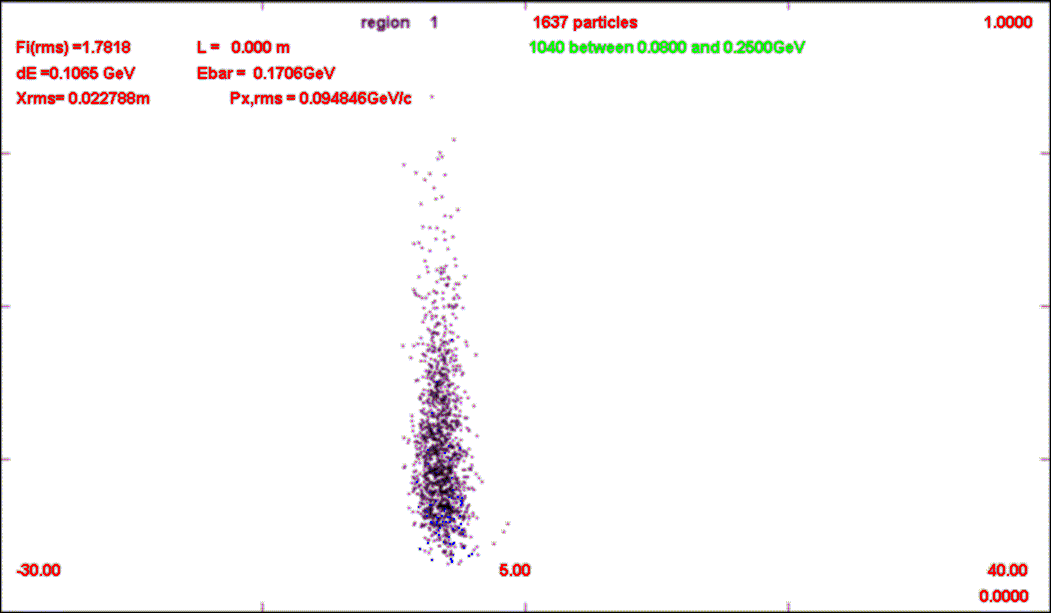 region 1 1637 particles 1.0000
Fi(rms) =1.7818 L = 0.000 m 1040 between 0.0800 and 0.2500GeV
dE =0.1065 GeV Ebar = 0.1706GeV
Xrms= 0.022788m Px,rms = 0.094846GeV/c
-30.00 5.00 40.00
0.0000